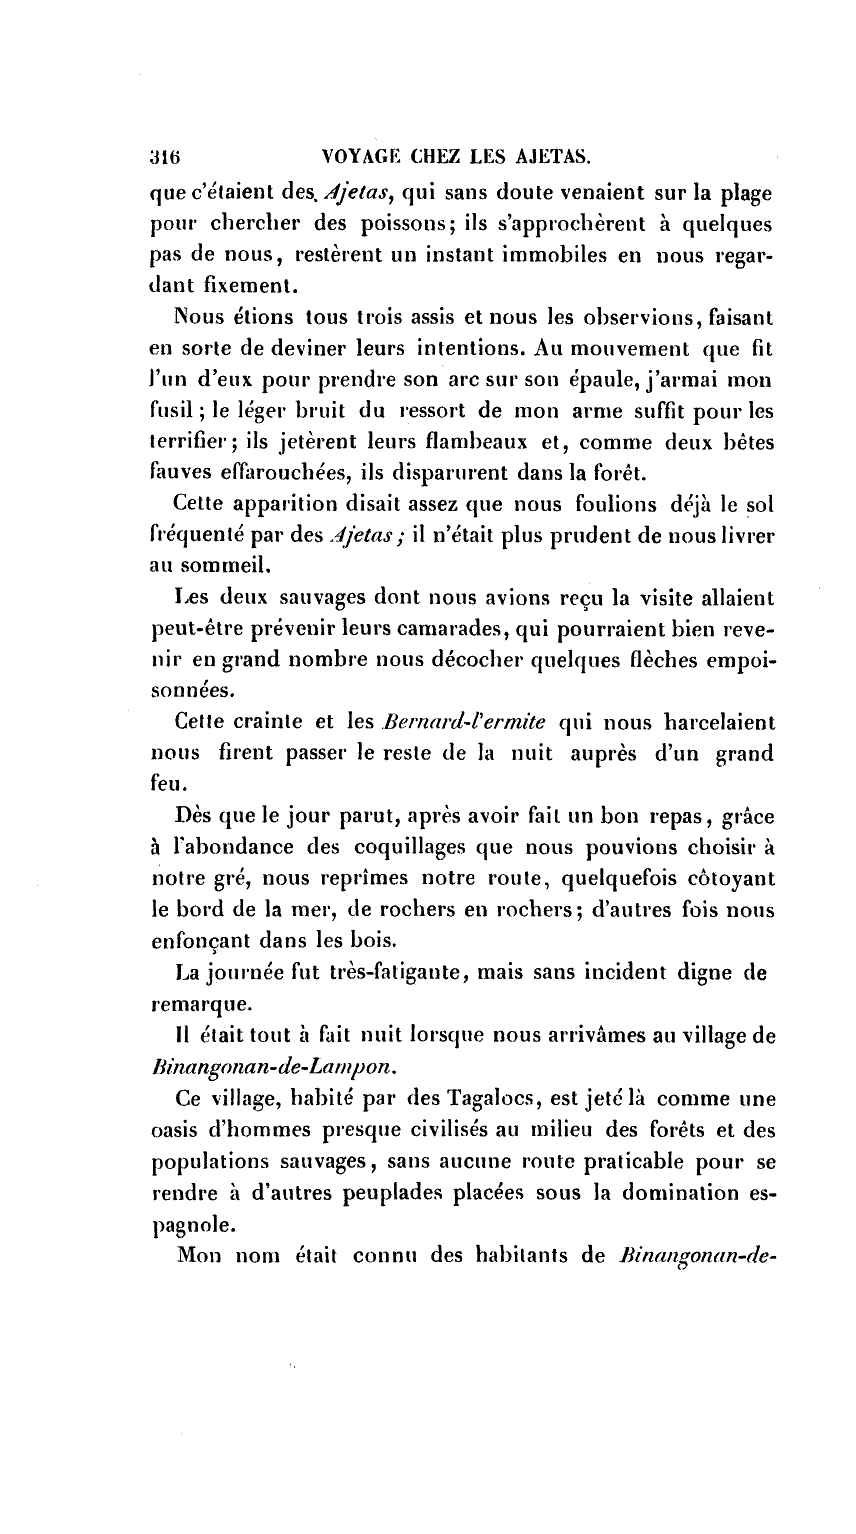 316 VOYAGE CHEZ LES AJETAS.
que c'étaient des. Ajetas, qui sans doute venaient sur la plage
pour chercher des poissons; ils s'approchèrent à quelques
pas de nous, restèrent un instant immobiles en nous regar-
dant fixement.
Nous étions tous trois assis et nous les observions, faisant
en sorte de deviner leurs intentions. Au mouvement que fit
l'un d'eux pour prendre son arc sur son épaule, j'armai mon
fusil; le léger bruit du ressort de mon arme suffit pour les
terrifier; ils jetèrent leurs flambeaux et, comme deux bêtes
fauves effarouchées, ils disparurent dans la forêt.
Cette apparition disait assez que nous foulions déjà le sol
fréquenté par des Ajetas; il n'était plus prudent de nous livrer
au sommeil.
Les deux sauvages dont nous avions reçu la visite allaient
peut-être prévenir leurs camarades, qui pourraient bien reve-
nir en grand nombre nous décocher quelques flèches empoi-
sonnées.
Cette crainte et les Bernard-l'ermite qui nous harcelaient
nous firent passer le reste de la nuit auprès d'un grand
feu.
Dès que le jour parut, après avoir fait un bon repas, grâce
à l'abondance des coquillages que nous pouvions choisir à
notre gré, nous reprîmes notre route, quelquefois côtoyant
le bord de la mer, de rochers en rochers; d'autres fois nous
enfonçant dans les bois.
La journée fut très-fatigante, mais sans incident digne de
remarque.
Il était tout à fait nuit lorsque nous arrivâmes au village de
Binangonan-de-Lampon.
Ce village, habité par des Tagalocs, est jeté là comme une
oasis d'hommes presque civilisés au milieu des forêts et des
populations sauvages, sans aucune route praticable pour se
rendre à d'autres peuplades placées sous la domination es-
pagnole.
Mon nom était connu des habitants de Binangonan-de-